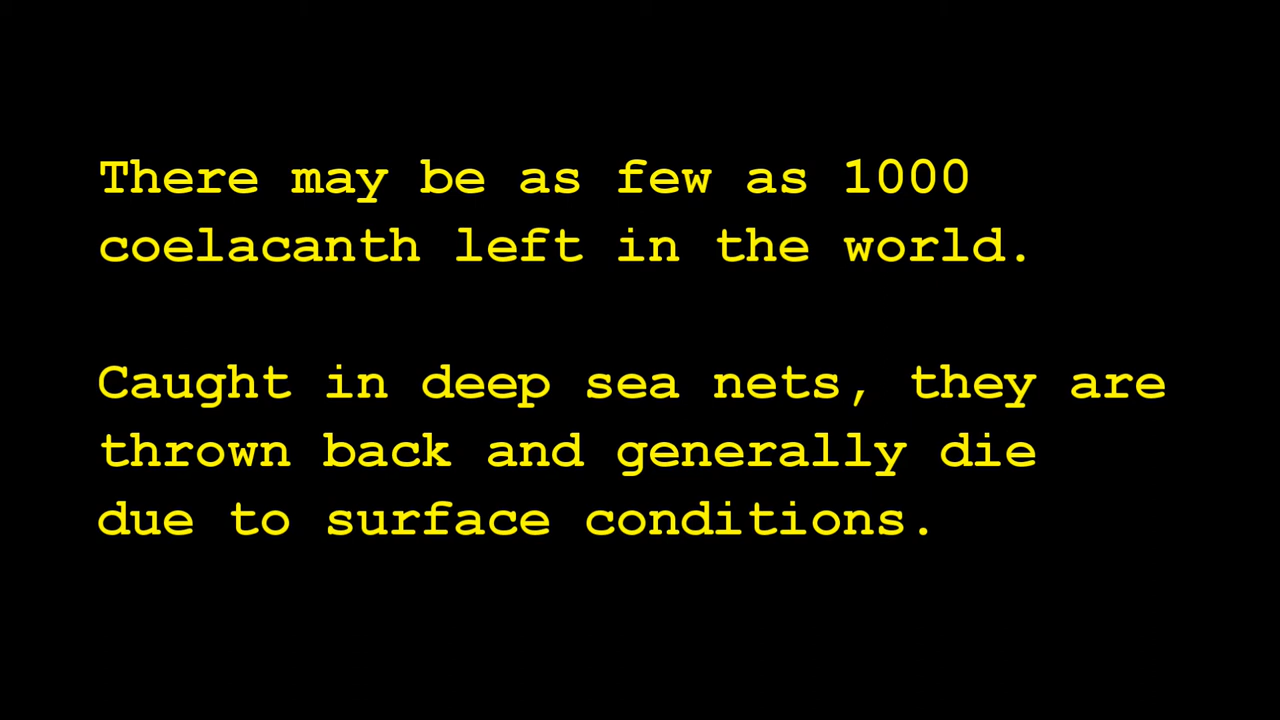 There may be as few as 1000
coelacanth left in the world.
Caught in deep sea nets, they are
thrown back and generally die
due to surface conditions.